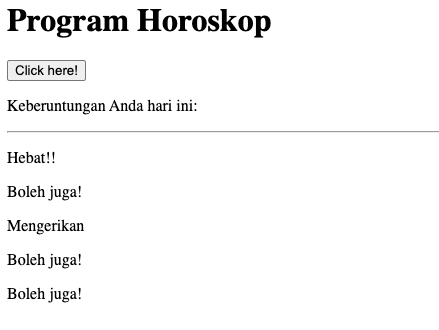 Program Horoskop
Click here!
Keberuntungan Anda hari ini:
Hebat!!
Boleh juga!
Mengerikan
Boleh juga!
Boleh juga!